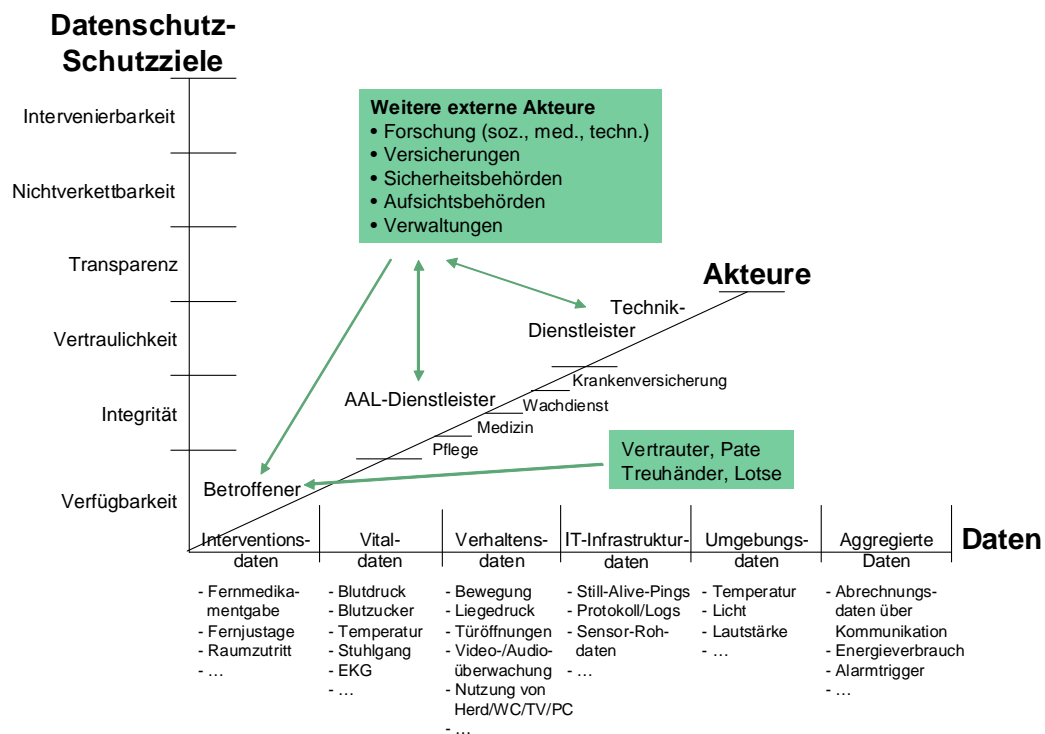 Datenschutz-
Schutzziele
Intervenierbarkeit
Nichtverkettbarkeit
Transparenz
Vertraulichkeit
Integrität
Verfügbarkeit
Weitere externe Akteure
• Forschung (soz., med., techn.)
• Versicherungen
• Sicherheitsbehörden
• Aufsichtsbehörden
• Verwaltungen
Akteure
Technik-
Dienstleister
Krankenversicherung
AAL-Dienstleister
Wachdienst
Medizin
Pflege
Vertrauter, Pate
Treuhänder, Lotse
Betroffener
Daten
Interventions-
daten
- Fernmedika-
mentgabe
- Fernjustage
- Raumzutritt
- …
Vital-
daten
- Blutdruck
- Blutzucker
- Temperatur
- Stuhlgang
- EKG
- …
Verhaltens-
daten
- Bewegung
- Liegedruck
- Türöffnungen
- Video-/Audio-
überwachung
- Nutzung von
Herd/WC/TV/PC
- …
IT-Infrastruktur-
daten
- Still-Alive-Pings
- Protokoll/Logs
- Sensor-Roh-
daten
- …
Umgebungs-
daten
- Temperatur
- Licht
- Lautstärke
- …
Aggregierte
Daten
- Abrechnungs-
daten über
Kommunikation
- Energieverbrauch
- Alarmtrigger
- …